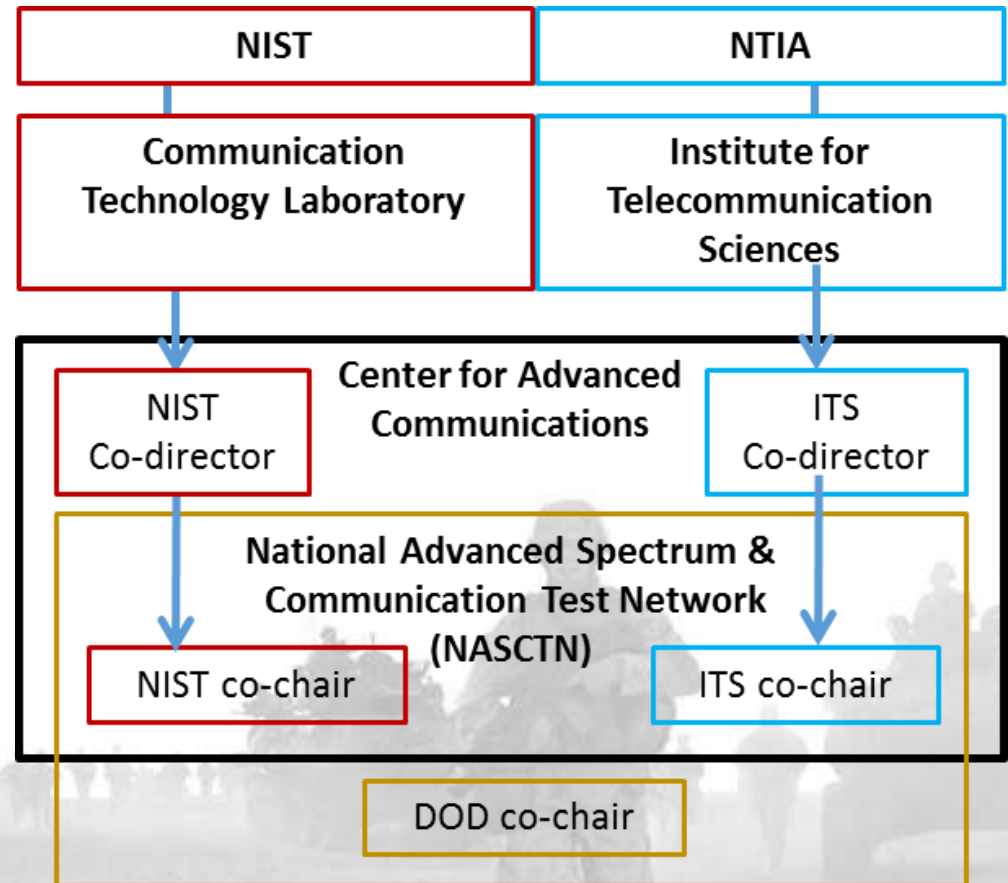 NIST
NTIA
Communication
Technology Laboratory
Institute for
Telecommunication
Sciences
Center for Advanced
Communications
NIST
Co-director
ITS
Co-director
National Advanced Spectrum &
Communication Test Network
(NASCTN)
NIST co-chair
ITS co-chair
DOD co-chair